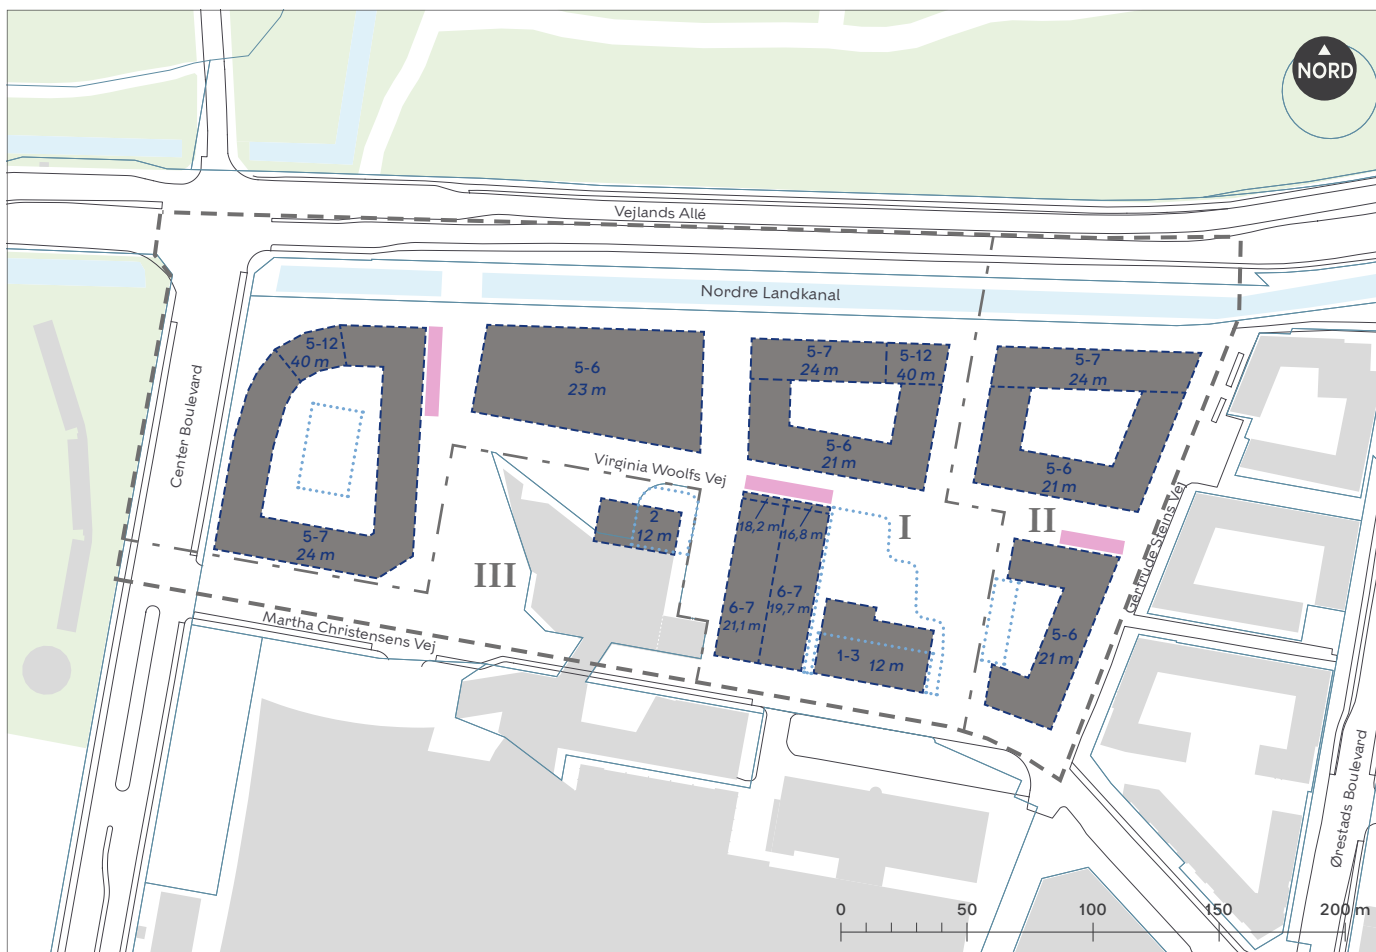 NORD
Vejlands Allé
Nordre Landkanal
5-12
40 m
5-6
23 m
5-7
24 m
5-12
40 m
5-7
24 m
Center Boulevard
5-6
21 m
Virginia Woolfs Vej
5-6
21 m
I
II
Gertrude Steins Vej
2
12 m
18,2 m
16,8 m
5-7
24 m
III
6-7
19,7 m
6-7
21,1 m
Martha Christensens Vej
5-6
21 m
1-3
12 m
Ørestads Boulevard
0 50 100 150 200 m